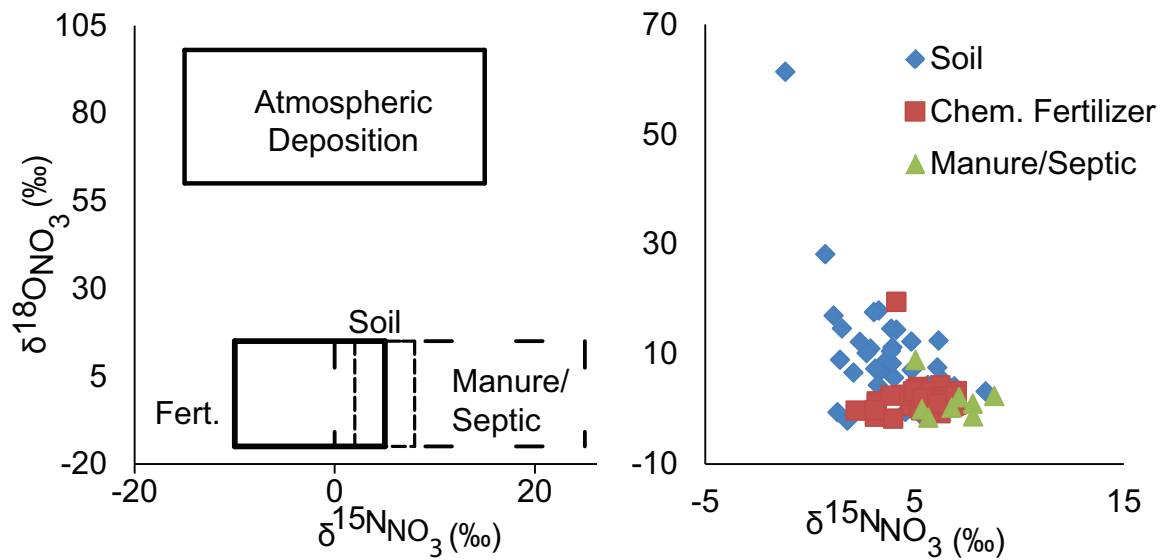 105
80
55
30
5
-20
-20
0
20
δ18ONO3 (‰)
δ15NNO3 (‰)
Atmospheric
Deposition
Soil
Fert.
Manure/
Septic
70
50
30
10
-10
-5
5
15
δ15NNO3 (‰)
Soil
Chem. Fertilizer
Manure/Septic